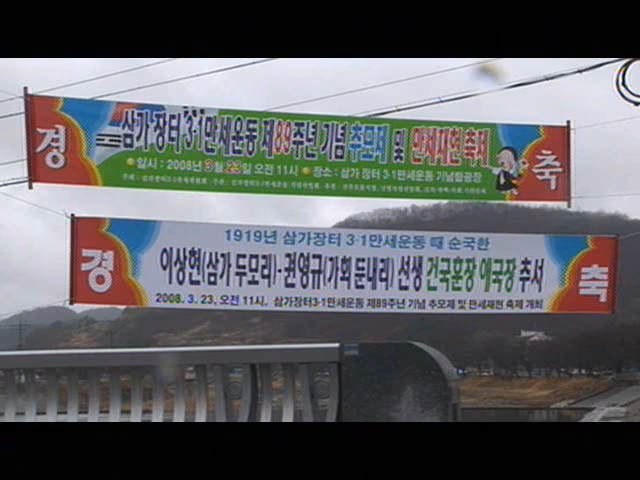 경 삼가 장터 3·1만세운동 제89주년 기념 추모제 및 만세재현 축제 축
● 일시 : 2008년 3월 23일 오전 11시 ● 장소 : 삼가 장터 3·1만세운동 기념탑광장
1919년 삼가장터 3·1만세운동 때 순국한
경 이상현(삼가 두모리)·권영규(가회 둔내리) 선생 건국훈장 애국장 추서 축
2008. 3. 23, 오전 11시, 삼가장터3·1만세운동 제89주년 기념 추모제 및 만세재현 축제 개최